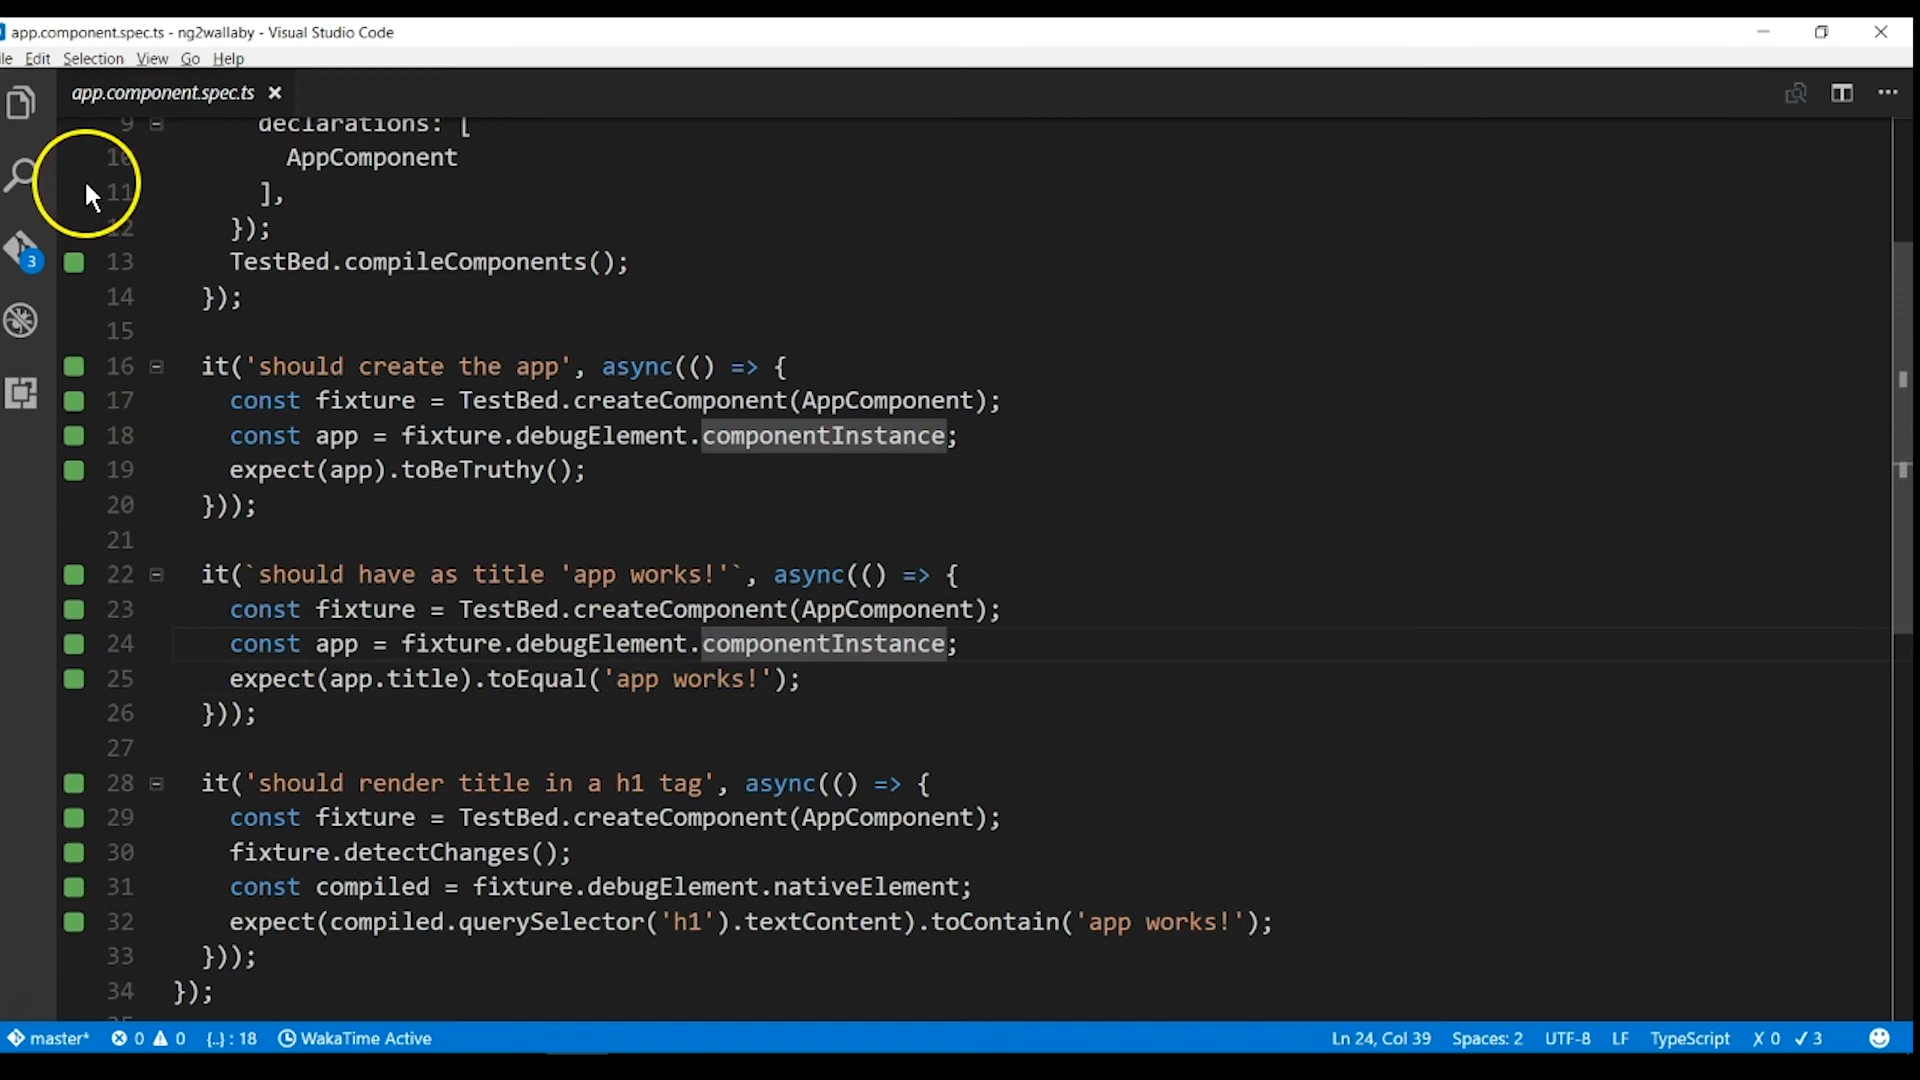 app.component.spec.ts - ng2wallaby - Visual Studio Code
ile Edit Selection View Go Help
app.component.spec.ts
9 declarations: [
10 AppComponent
11 ],
12 });
13 TestBed.compileComponents();
14 });
15
16 it('should create the app', async(() => {
17 const fixture = TestBed.createComponent(AppComponent);
18 const app = fixture.debugElement.componentInstance;
19 expect(app).toBeTruthy();
20 }));
21
22 it(`should have as title 'app works!'`, async(() => {
23 const fixture = TestBed.createComponent(AppComponent);
24 const app = fixture.debugElement.componentInstance;
25 expect(app.title).toEqual('app works!');
26 }));
27
28 it('should render title in a h1 tag', async(() => {
29 const fixture = TestBed.createComponent(AppComponent);
30 fixture.detectChanges();
31 const compiled = fixture.debugElement.nativeElement;
32 expect(compiled.querySelector('h1').textContent).toContain('app works!');
33 }));
34 });
3
master* 0 0 {..} : 18 WakaTime Active Ln 24, Col 39 Spaces: 2 UTF-8 LF TypeScript ✗ 0 ✓ 3